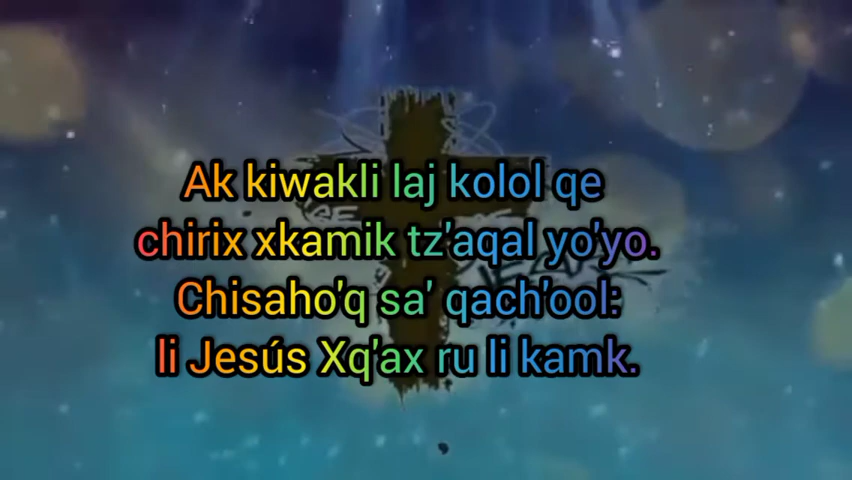 Ak kiwakli laj kolol qe
chirix xkamik tz'aqal yo'yo.
Chisaho'q sa' qach'ool:
li Jesús Xq'ax ru li kamk.